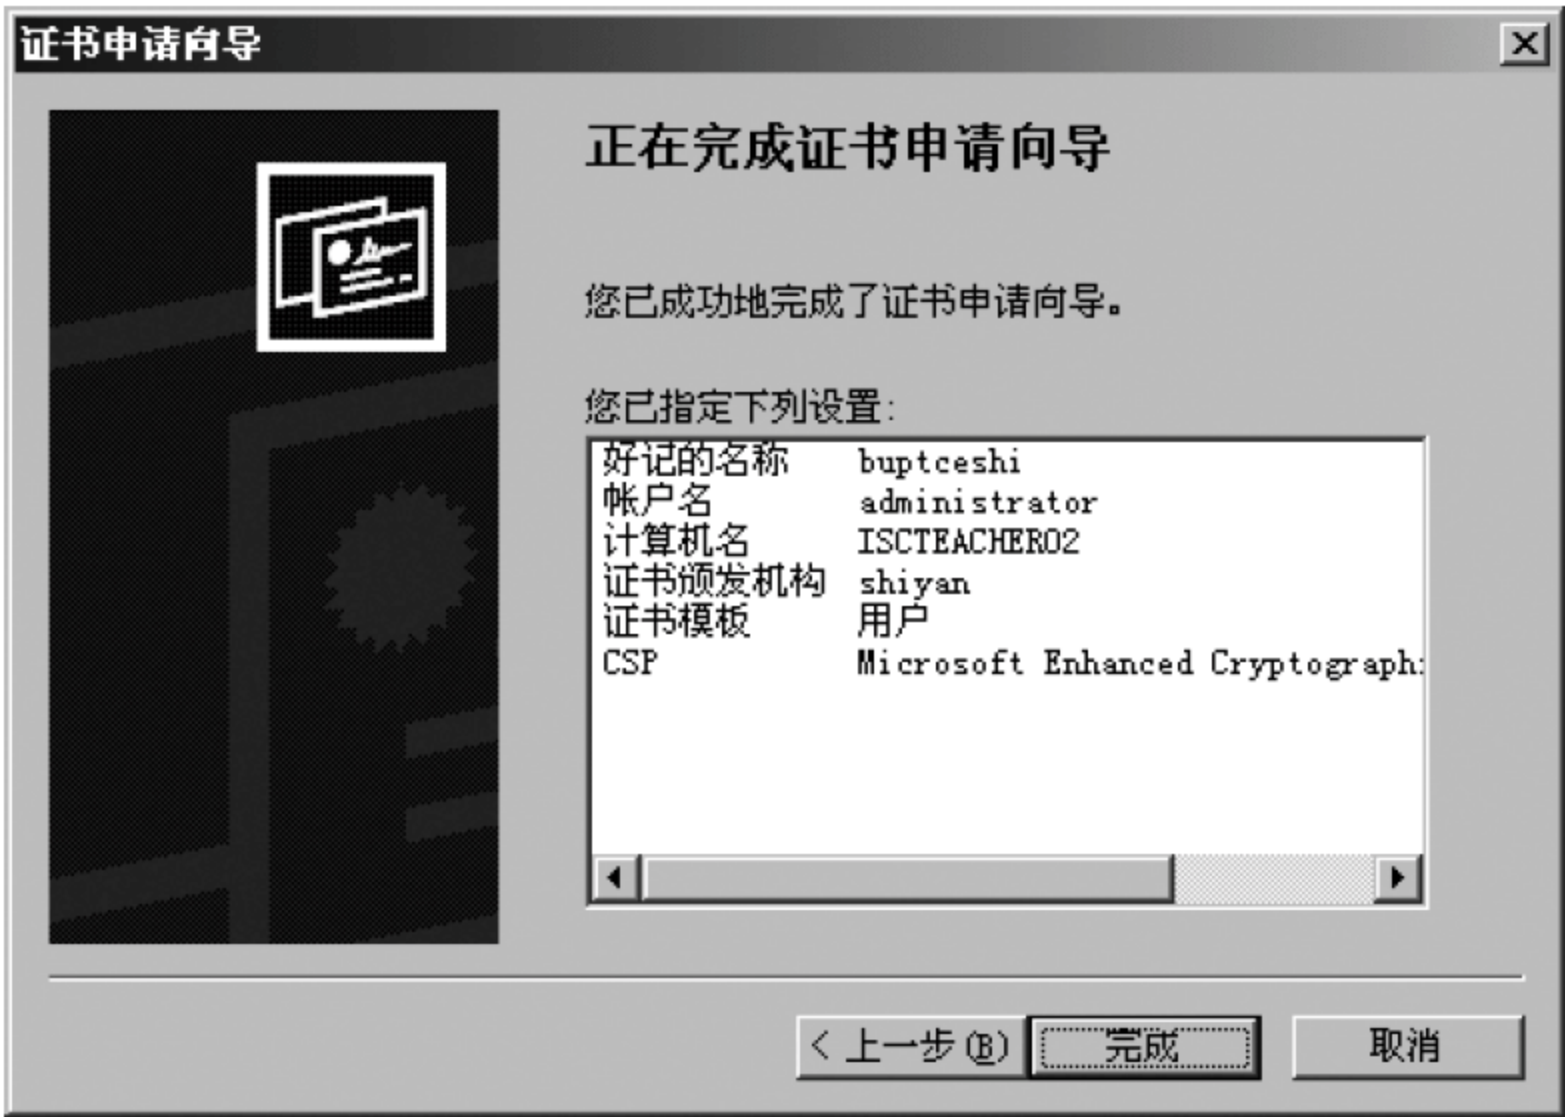 证书申请向导
正在完成证书申请向导
您已成功地完成了证书申请向导。
您已指定下列设置:
好记的名称 buptceshi
帐户名 administrator
计算机名 ISCTEACHER02
证书颁发机构 shiyan
证书模板 用户
CSP Microsoft Enhanced Cryptographi
< 上一步(B) 完成 取消